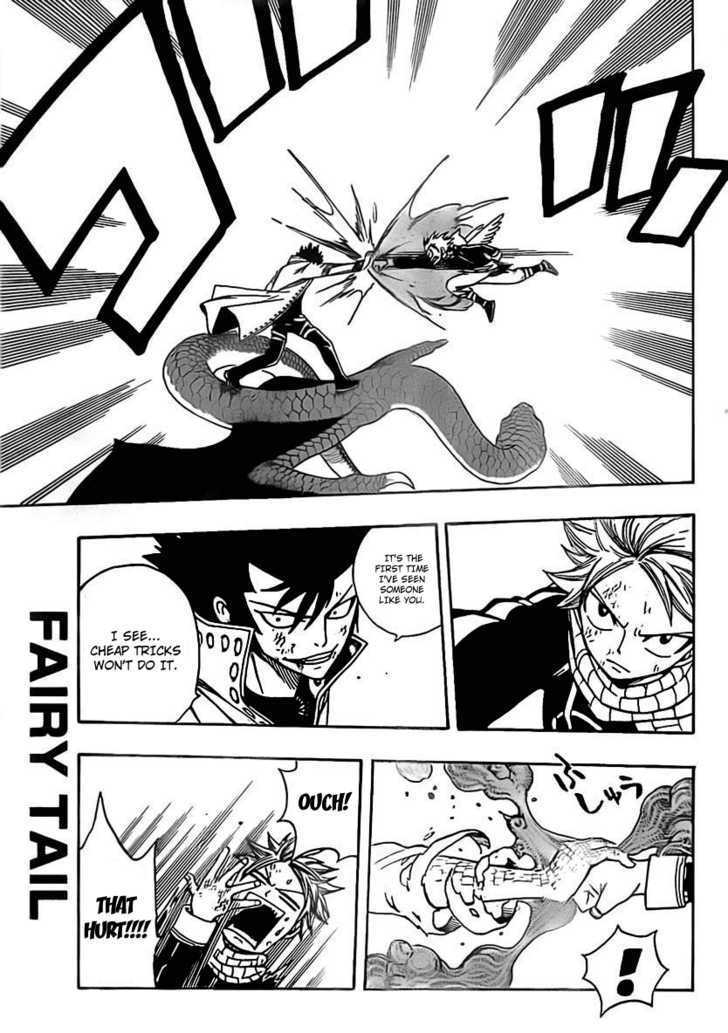 IT'S THE
FIRST TIME
I'VE SEEN
SOMEONE
LIKE YOU.
I SEE...
CHEAP TRICKS
WON'T DO IT.
FAIRY TAIL
ぶしゅう
!
OUCH!
THAT
HURT!!!!